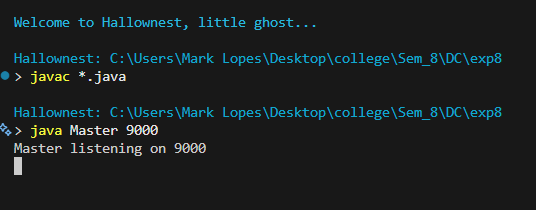 Welcome to Hallownest, little ghost...
Hallownest: C:\Users\Mark Lopes\Desktop\college\Sem_8\DC\exp8
> javac *.java
Hallownest: C:\Users\Mark Lopes\Desktop\college\Sem_8\DC\exp8
> java Master 9000
Master listening on 9000